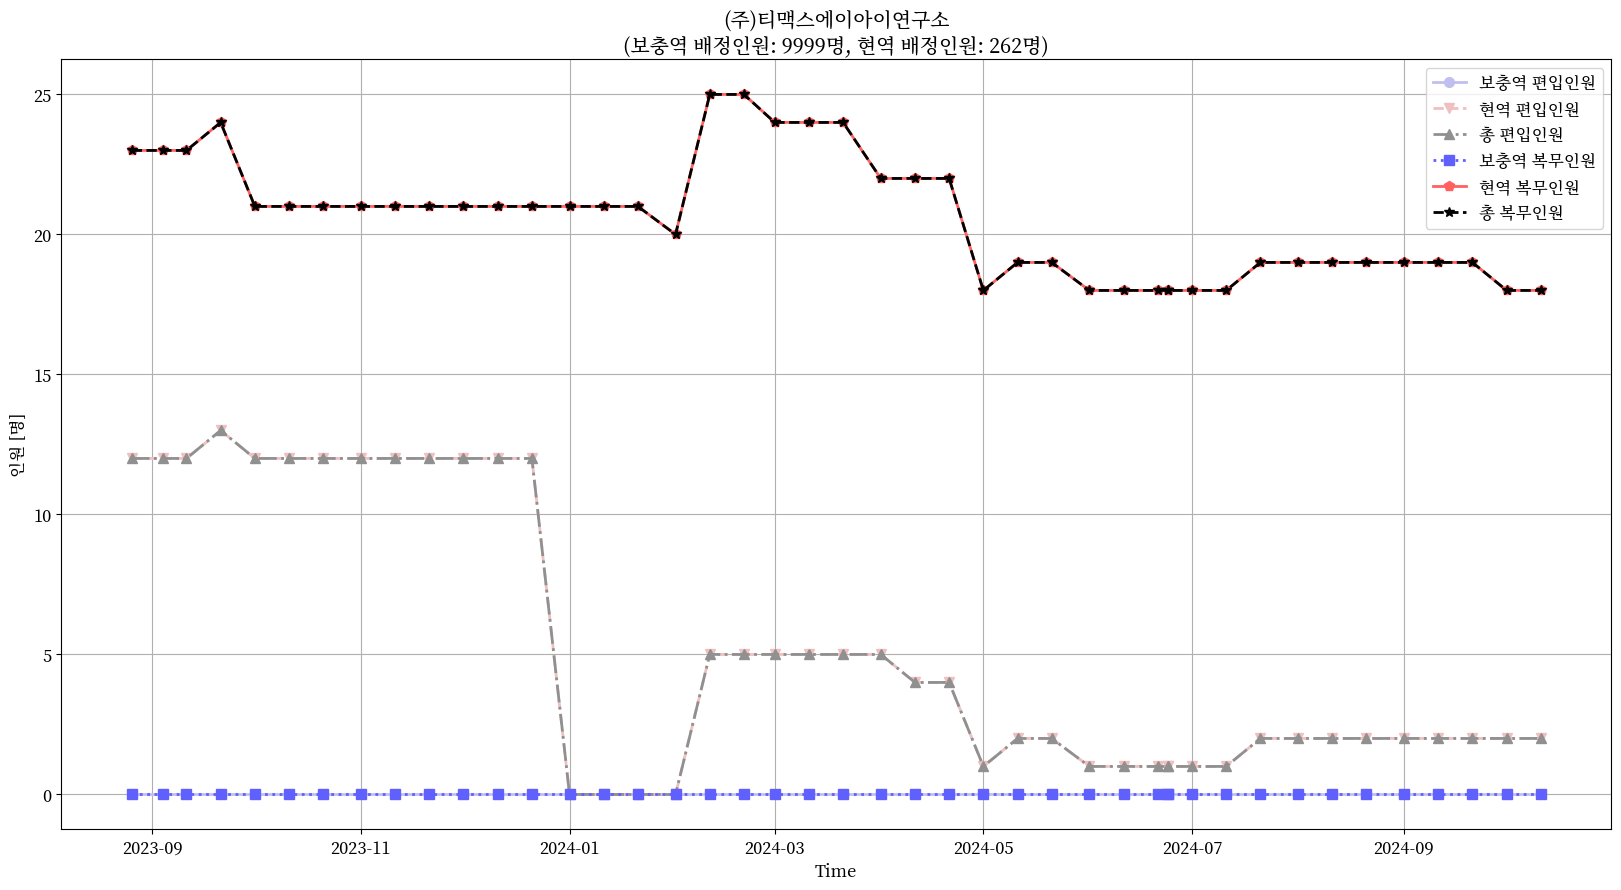 (주)티맥스에이아이연구소
(보충역 배정인원: 9999명, 현역 배정인원: 262명)
보충역 편입인원
현역 편입인원
총 편입인원
보충역 복무인원
현역 복무인원
총 복무인원
인원 [명]
25
20
15
10
5
0
2023-09
2023-11
2024-01
2024-03
2024-05
2024-07
2024-09
Time